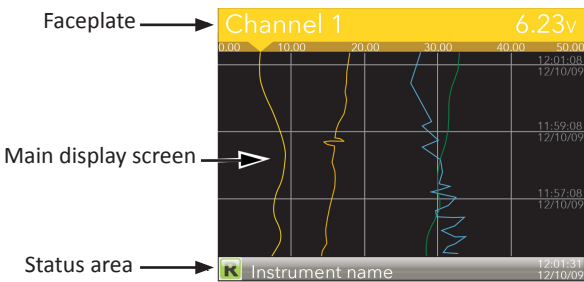 Faceplate
Channel 1 6.23V
0.00 10.00 20.00 30.00 40.00 50.00
12:01:08
12/10/09
11:59:08
12/10/09
Main display screen
11:57:08
12/10/09
Status area
R Instrument name
12:01:31
12/10/09